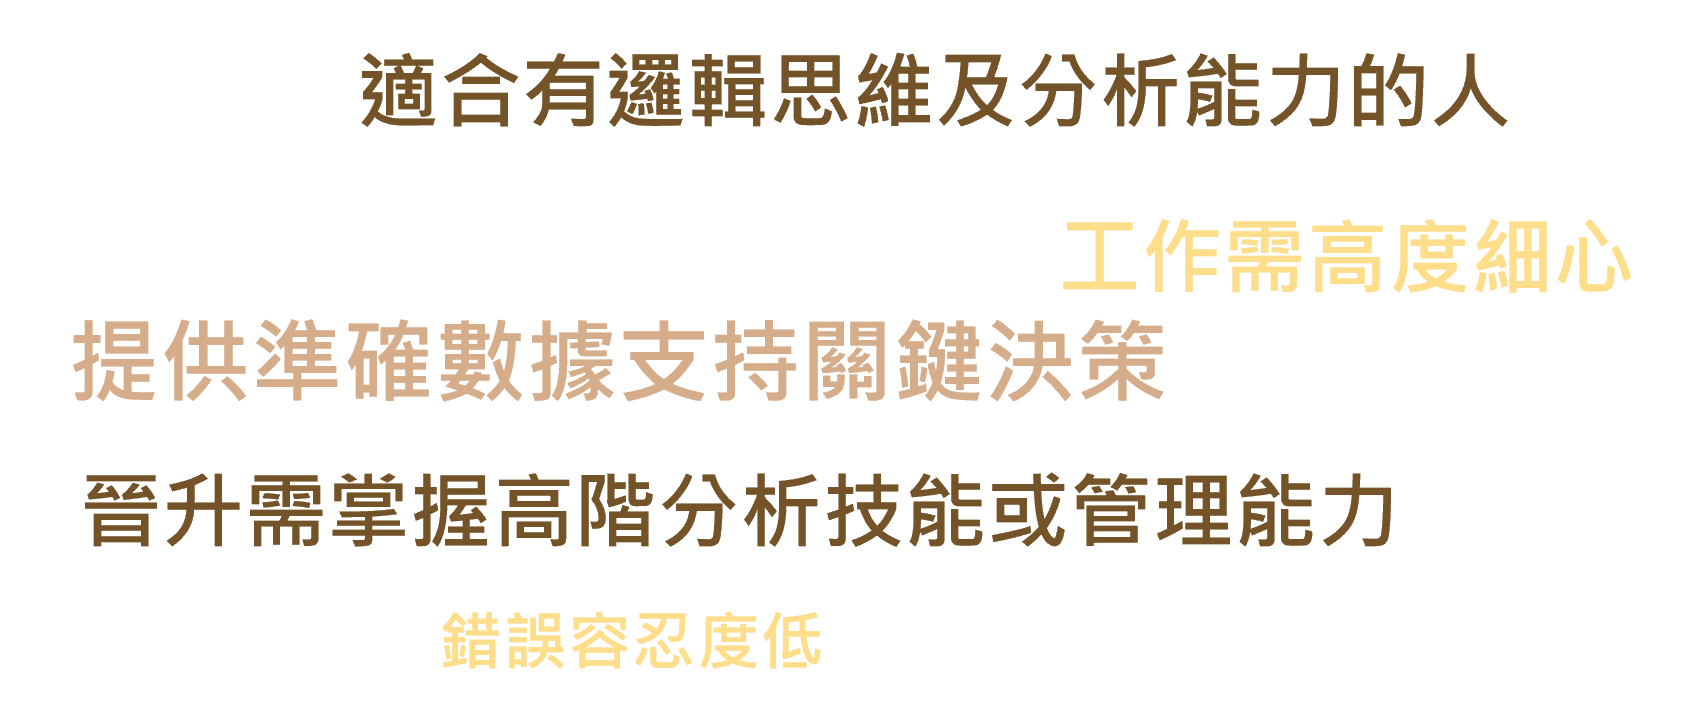 適合有邏輯思維及分析能力的人
工作需高度細心
提供準確數據支持關鍵決策
晉升需掌握高階分析技能或管理能力
錯誤容忍度低